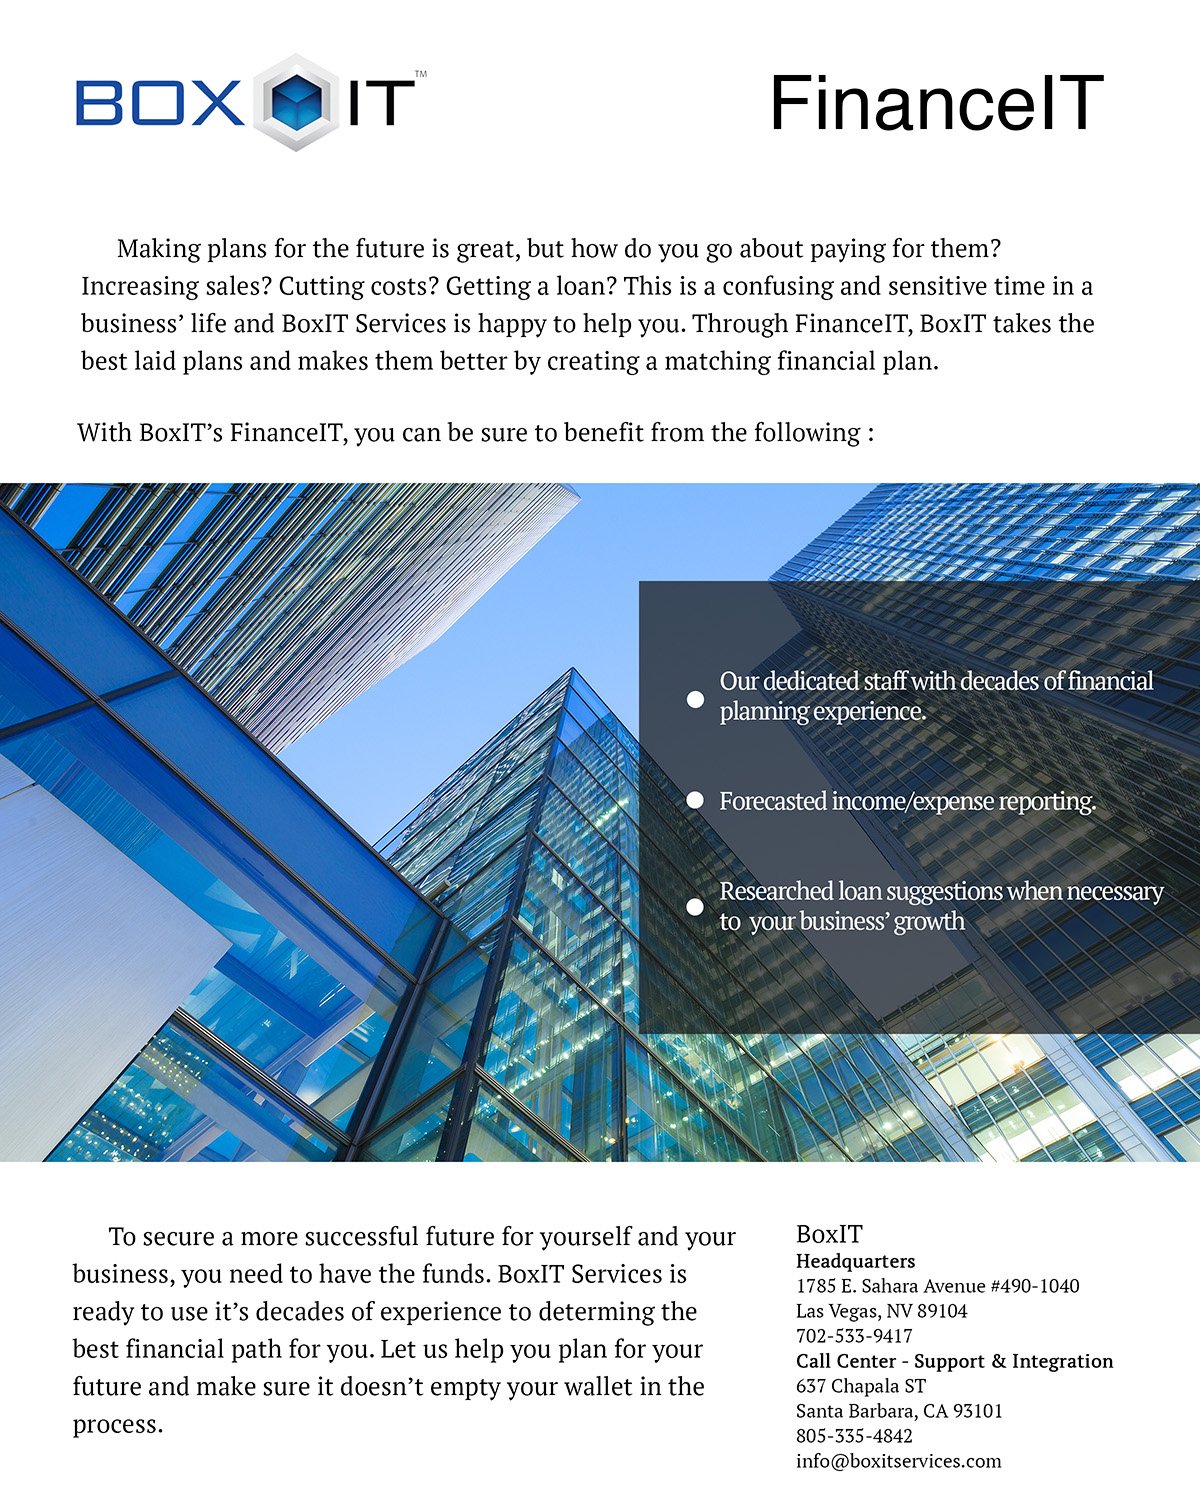 BOX IT™
FinanceIT
Making plans for the future is great, but how do you go about paying for them?
Increasing sales? Cutting costs? Getting a loan? This is a confusing and sensitive time in a
business’ life and BoxIT Services is happy to help you. Through FinanceIT, BoxIT takes the
best laid plans and makes them better by creating a matching financial plan.
With BoxIT’s FinanceIT, you can be sure to benefit from the following :
Our dedicated staff with decades of financial
planning experience.
Forecasted income/expense reporting.
Researched loan suggestions when necessary
to your business’ growth
To secure a more successful future for yourself and your
business, you need to have the funds. BoxIT Services is
ready to use it’s decades of experience to determing the
best financial path for you. Let us help you plan for your
future and make sure it doesn’t empty your wallet in the
process.
BoxIT
Headquarters
1785 E. Sahara Avenue #490-1040
Las Vegas, NV 89104
702-533-9417
Call Center - Support & Integration
637 Chapala ST
Santa Barbara, CA 93101
805-335-4842
info@boxitservices.com